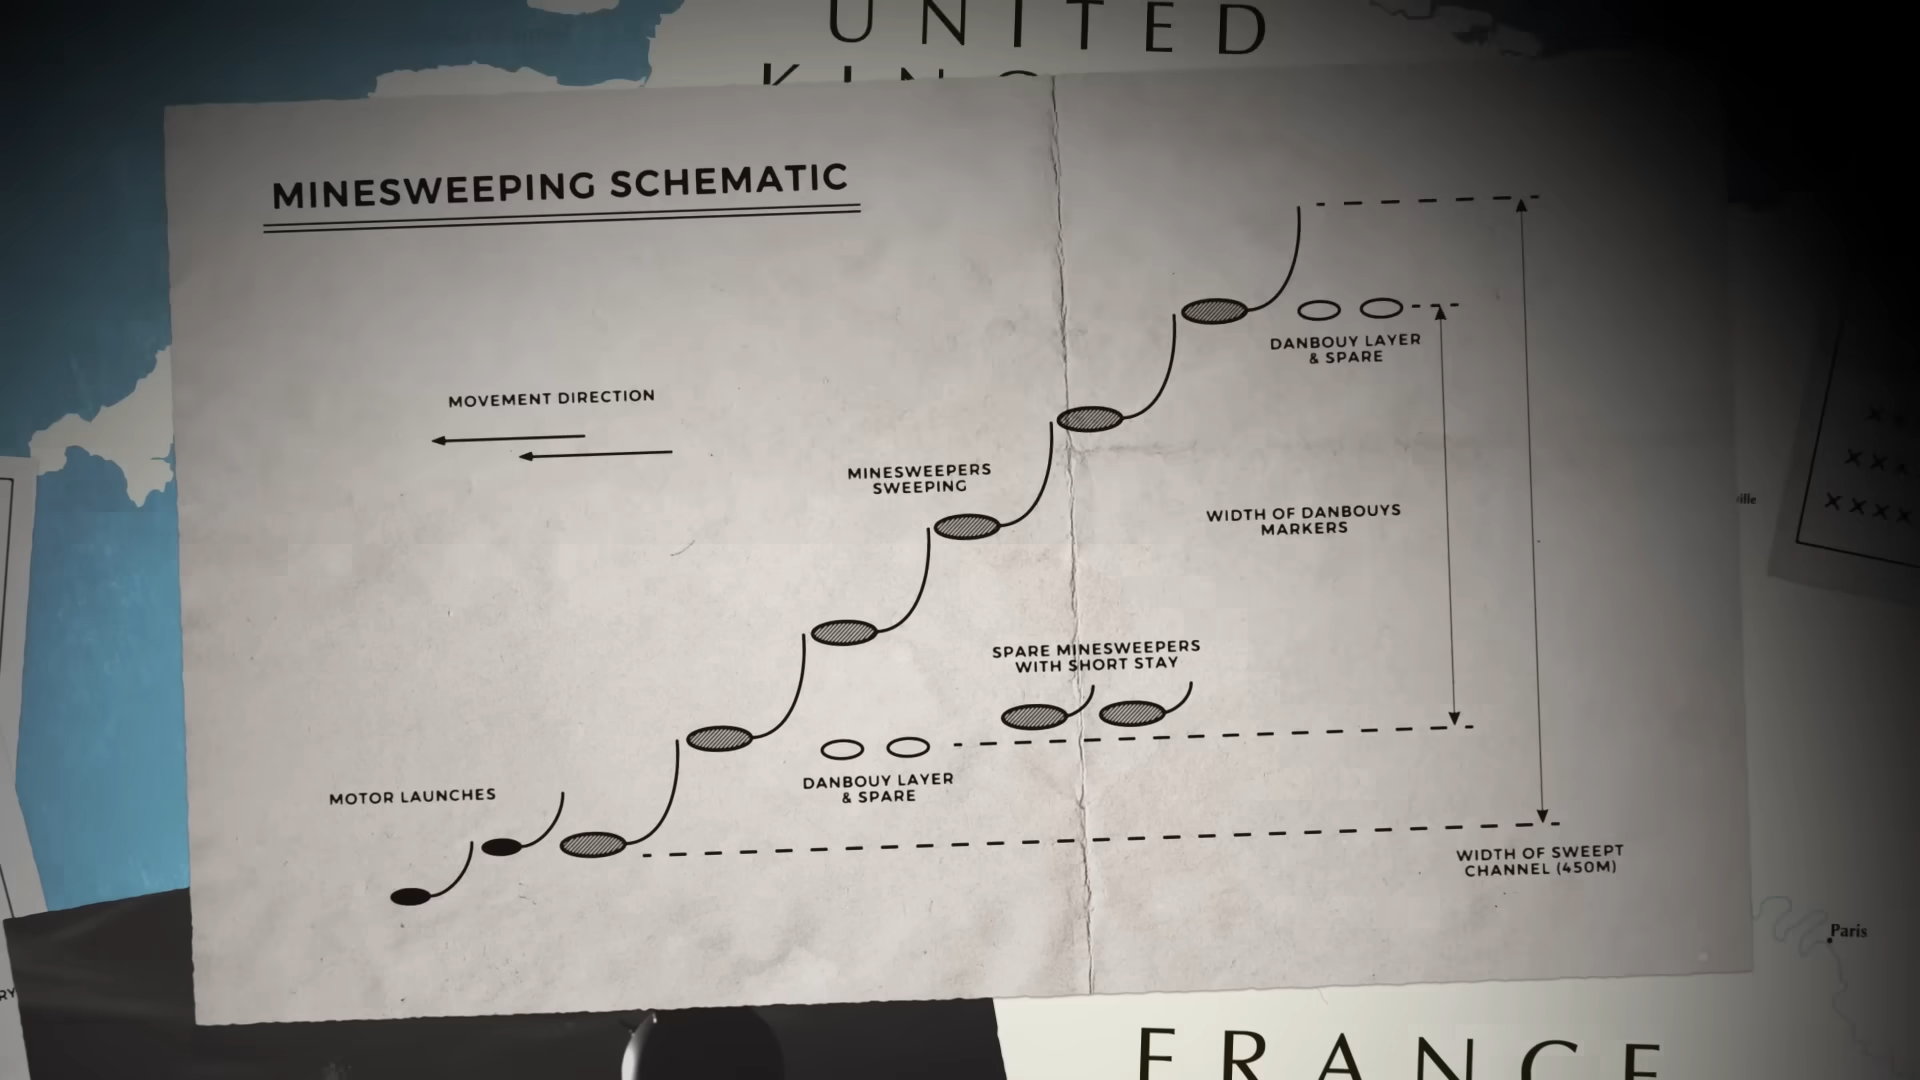 UNITED
MINESWEEPING SCHEMATIC
MOVEMENT DIRECTION
DANBOUY LAYER
& SPARE
MINESWEEPERS
SWEEPING
WIDTH OF DANBOUYS
MARKERS
SPARE MINESWEEPERS
WITH SHORT STAY
DANBOUY LAYER
& SPARE
MOTOR LAUNCHES
WIDTH OF SWEEPT
CHANNEL (450M)
XXXX
Paris
FRANCE